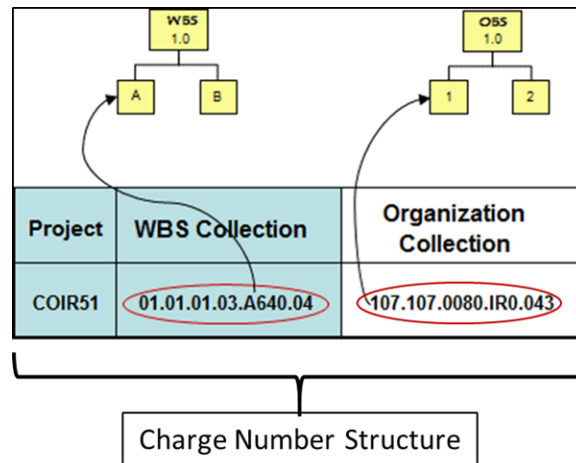 WBS
1.0
OBS
1.0
A
B
1
2
Project
WBS Collection
Organization
Collection
COIR51
01.01.01.03.A640.04
107.107.0080.IR0.043
Charge Number Structure